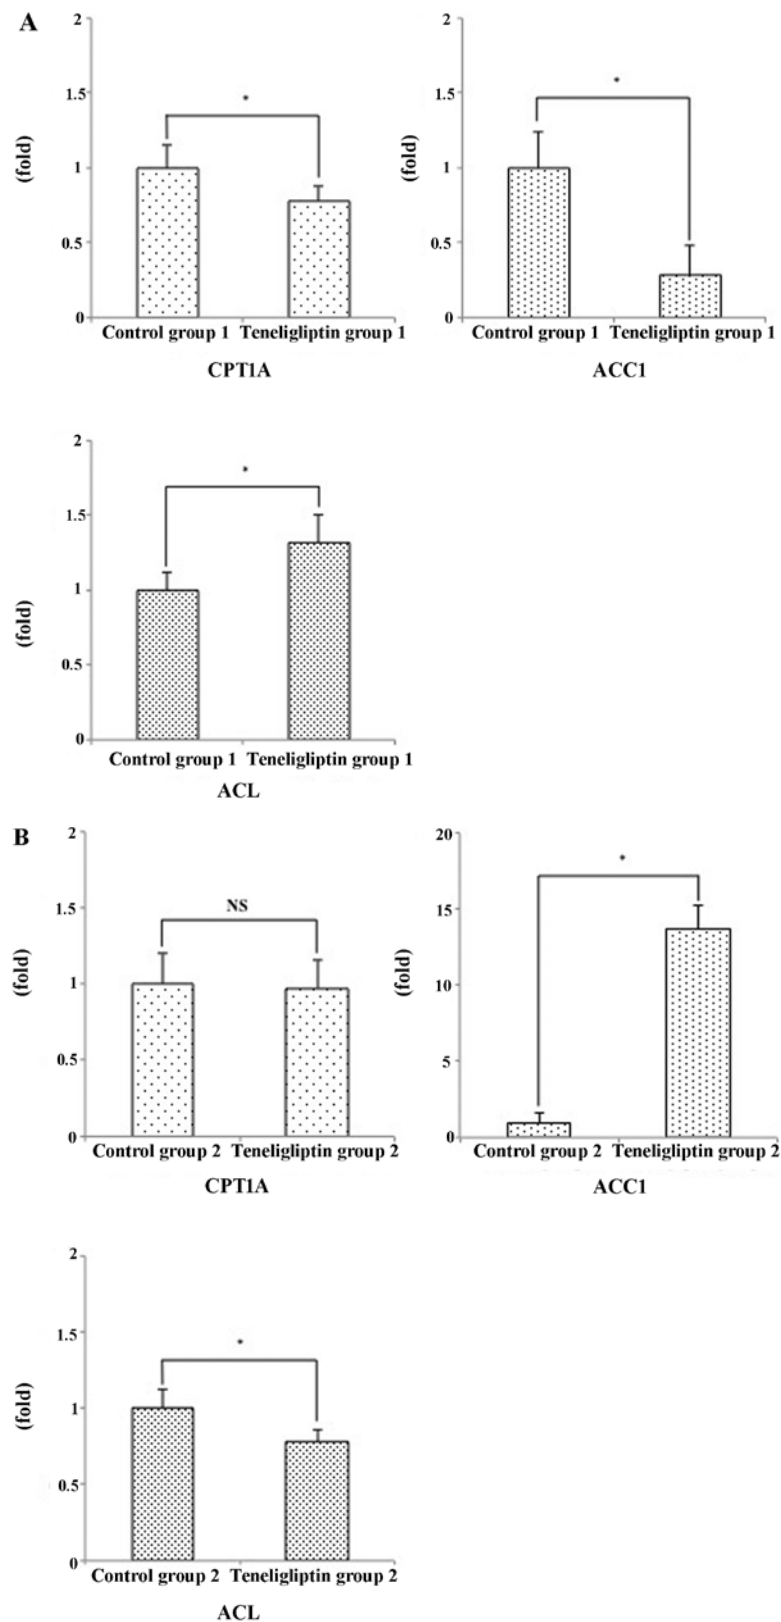 A
2
1.5
1
0.5
0
(fold)
*
Control group 1 Teneligliptin group 1
CPT1A
2
1.5
1
0.5
0
(fold)
*
Control group 1 Teneligliptin group 1
ACC1
2
1.5
1
0.5
0
(fold)
*
Control group 1 Teneligliptin group 1
ACL
B
2
1.5
1
0.5
0
(fold)
NS
Control group 2 Teneligliptin group 2
CPT1A
20
15
10
5
0
(fold)
*
Control group 2 Teneligliptin group 2
ACC1
2
1.5
1
0.5
0
(fold)
*
Control group 2 Teneligliptin group 2
ACL